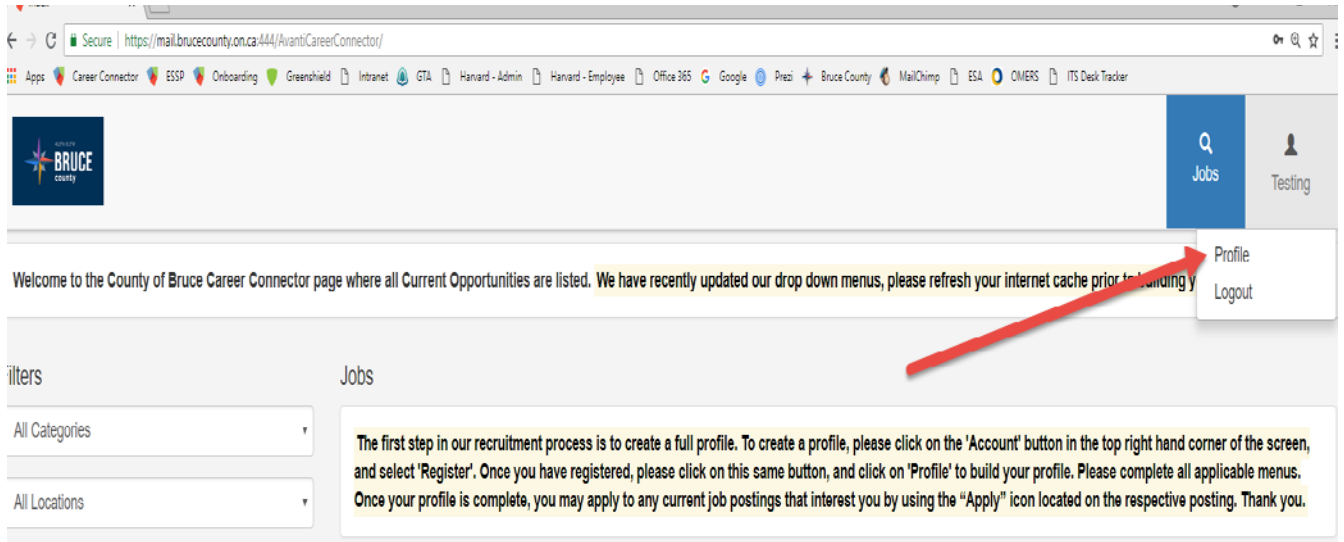 Secure | https://mail.brucecounty.on.ca:444/AvantiCareerConnector/
Apps Career Connector ESSP Onboarding Greenshield Intranet GTA Harvard - Admin Harvard - Employee Office 365 Google Prezi Bruce County MailChimp ESA OMERS ITS Desk Tracker
BRUCE
county
Jobs
Testing
Profile
Logout
Welcome to the County of Bruce Career Connector page where all Current Opportunities are listed. We have recently updated our drop down menus, please refresh your internet cache prior to building y
ilters
Jobs
All Categories
All Locations
The first step in our recruitment process is to create a full profile. To create a profile, please click on the 'Account' button in the top right hand corner of the screen,
and select 'Register'. Once you have registered, please click on this same button, and click on 'Profile' to build your profile. Please complete all applicable menus.
Once your profile is complete, you may apply to any current job postings that interest you by using the “Apply” icon located on the respective posting. Thank you.